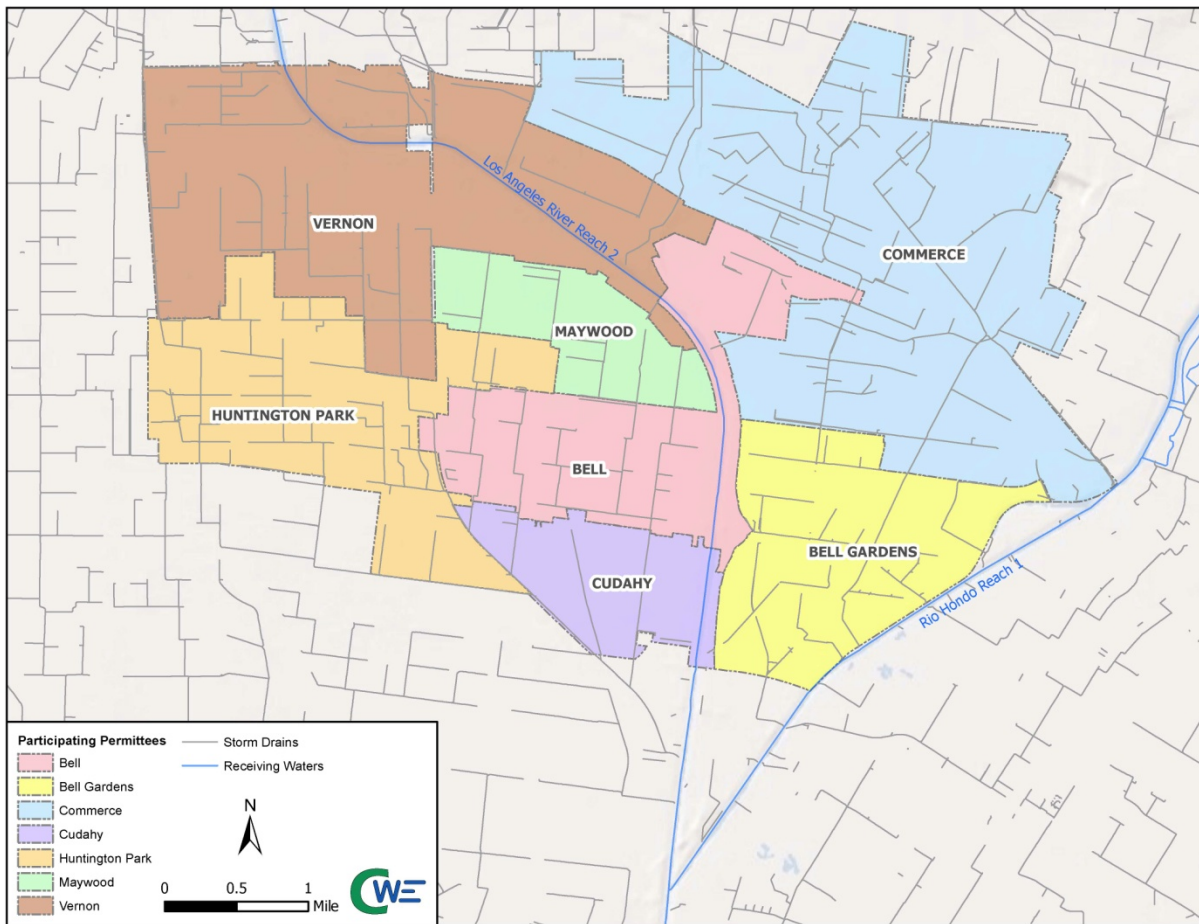 Los Angeles River Reach 2
VERNON
COMMERCE
MAYWOOD
HUNTINGTON PARK
BELL
BELL GARDENS
CUDAHY
Rio Hondo Reach 1
Participating Permittees
Bell
Bell Gardens
Commerce
Cudahy
Huntington Park
Maywood
Vernon
Storm Drains
Receiving Waters
N
0 0.5 1
Mile
CWE